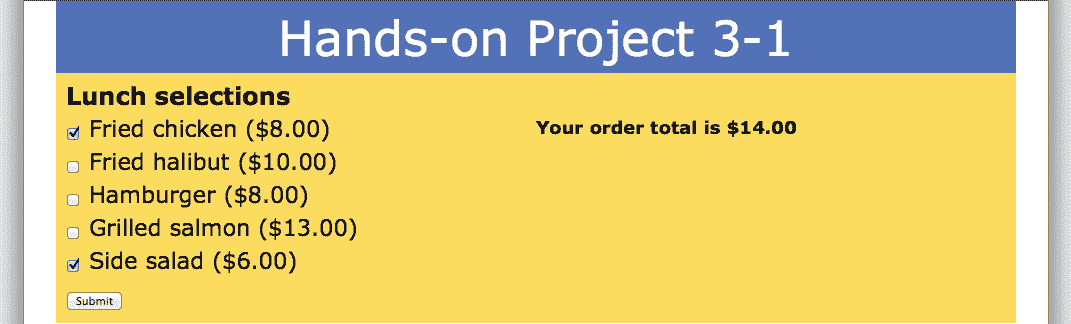 Hands-on Project 3-1
Lunch selections
Fried chicken ($8.00)
Your order total is $14.00
Fried halibut ($10.00)
Hamburger ($8.00)
Grilled salmon ($13.00)
Side salad ($6.00)
Submit